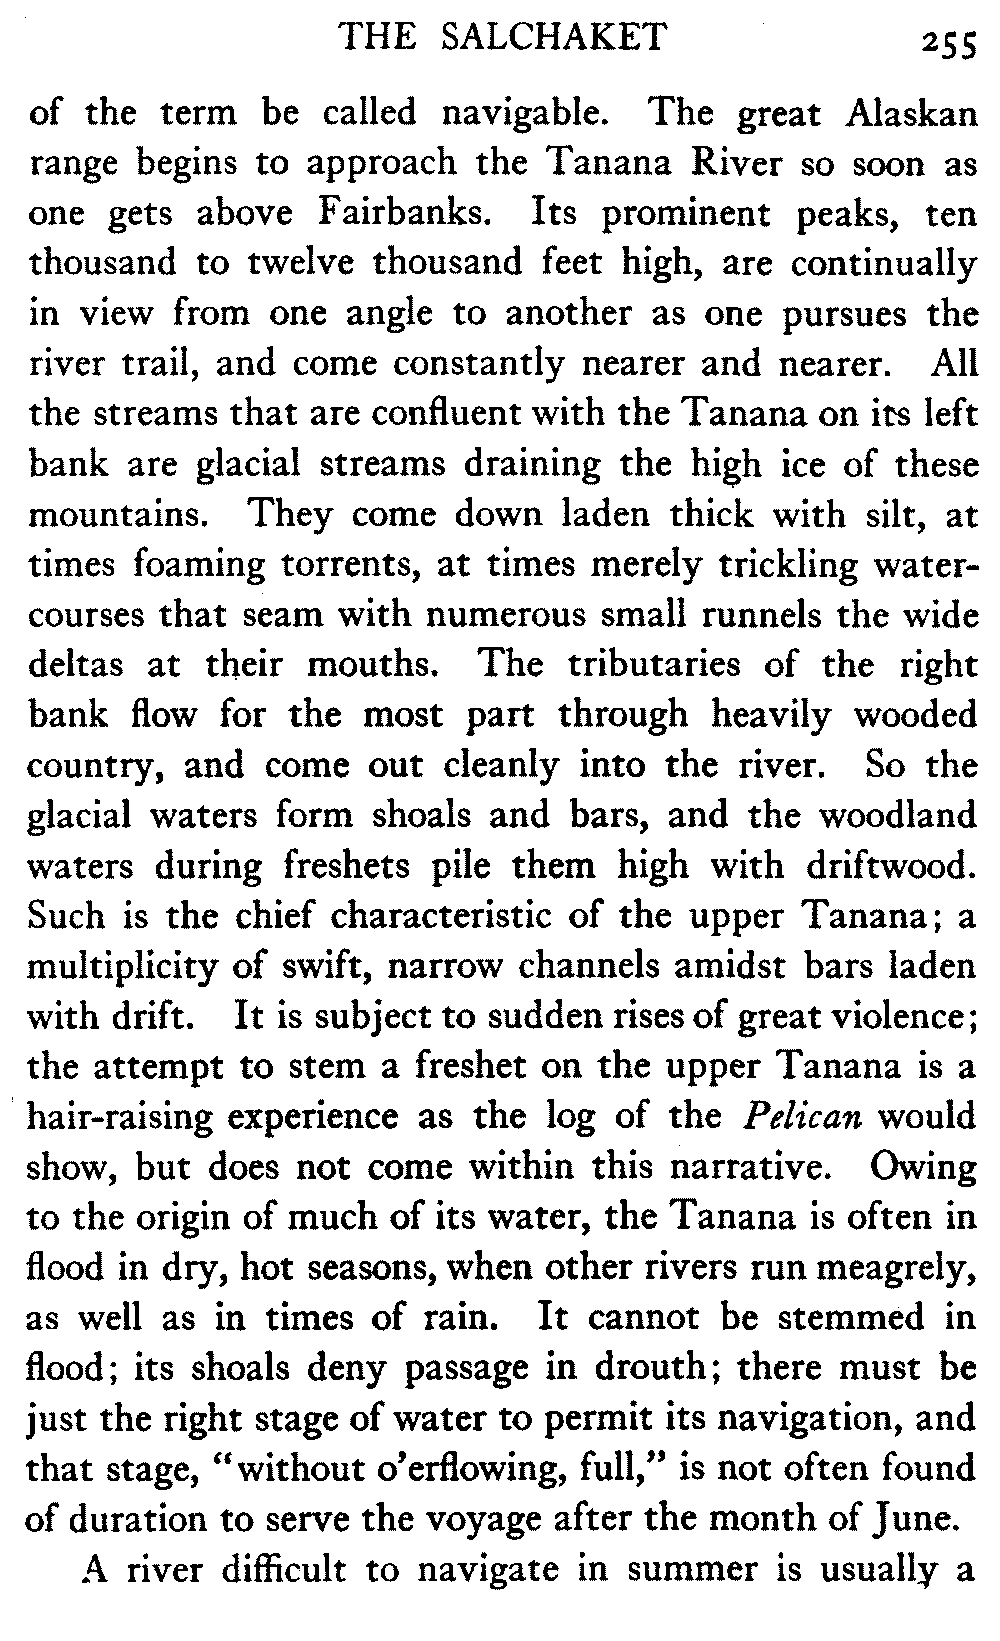 THE SALCHAKET 255
of the term be called navigable. The great Alaskan
range begins to approach the Tanana River so soon as
one gets above Fairbanks. Its prominent peaks, ten
thousand to twelve thousand feet high, are continually
in view from one angle to another as one pursues the
river trail, and come constantly nearer and nearer. All
the streams that are confluent with the Tanana on its left
bank are glacial streams draining the high ice of these
mountains. They come down laden thick with silt, at
times foaming torrents, at times merely trickling water-
courses that seam with numerous small runnels the wide
deltas at their mouths. The tributaries of the right
bank flow for the most part through heavily wooded
country, and come out cleanly into the river. So the
glacial waters form shoals and bars, and the woodland
waters during freshets pile them high with driftwood.
Such is the chief characteristic of the upper Tanana; a
multiplicity of swift, narrow channels amidst bars laden
with drift. It is subject to sudden rises of great violence;
the attempt to stem a freshet on the upper Tanana is a
hair-raising experience as the log of the Pelican would
show, but does not come within this narrative. Owing
to the origin of much of its water, the Tanana is often in
flood in dry, hot seasons, when other rivers run meagrely,
as well as in times of rain. It cannot be stemmed in
flood; its shoals deny passage in drouth; there must be
just the right stage of water to permit its navigation, and
that stage, "without o'erflowing, full," is not often found
of duration to serve the voyage after the month of June.
A river difficult to navigate in summer is usually a